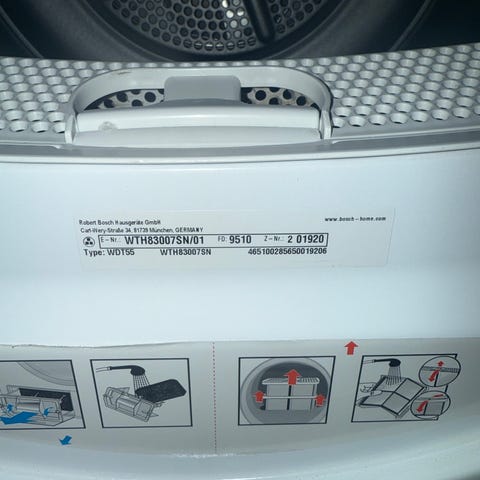 Robert Bosch Hausgeräte GmbH
www.bosch-home.com
Carl-Wery-Straße 34, 81739 München, GERMANY
E-Nr.: WTH83007SN/01 FD: 9510 Z-Nr.: 2 01920
Type: WDT55 WTH83007SN 465100285650019206